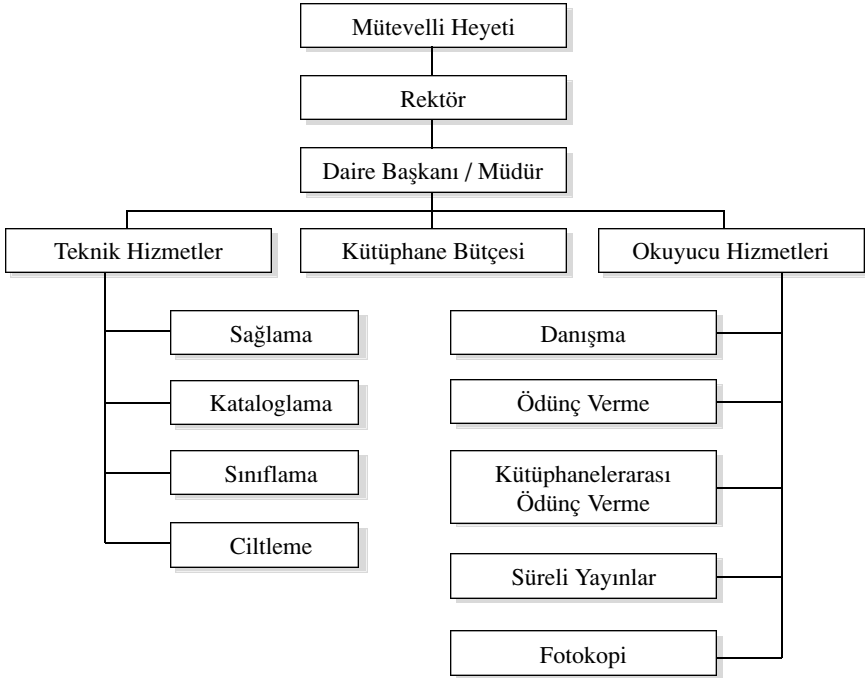 Mütevelli Heyeti
Rektör
Daire Başkanı / Müdür
Teknik Hizmetler
Kütüphane Bütçesi
Okuyucu Hizmetleri
Sağlama
Kataloglama
Sınıflama
Ciltleme
Danışma
Ödünç Verme
Kütüphanelerarası
Ödünç Verme
Süreli Yayınlar
Fotokopi